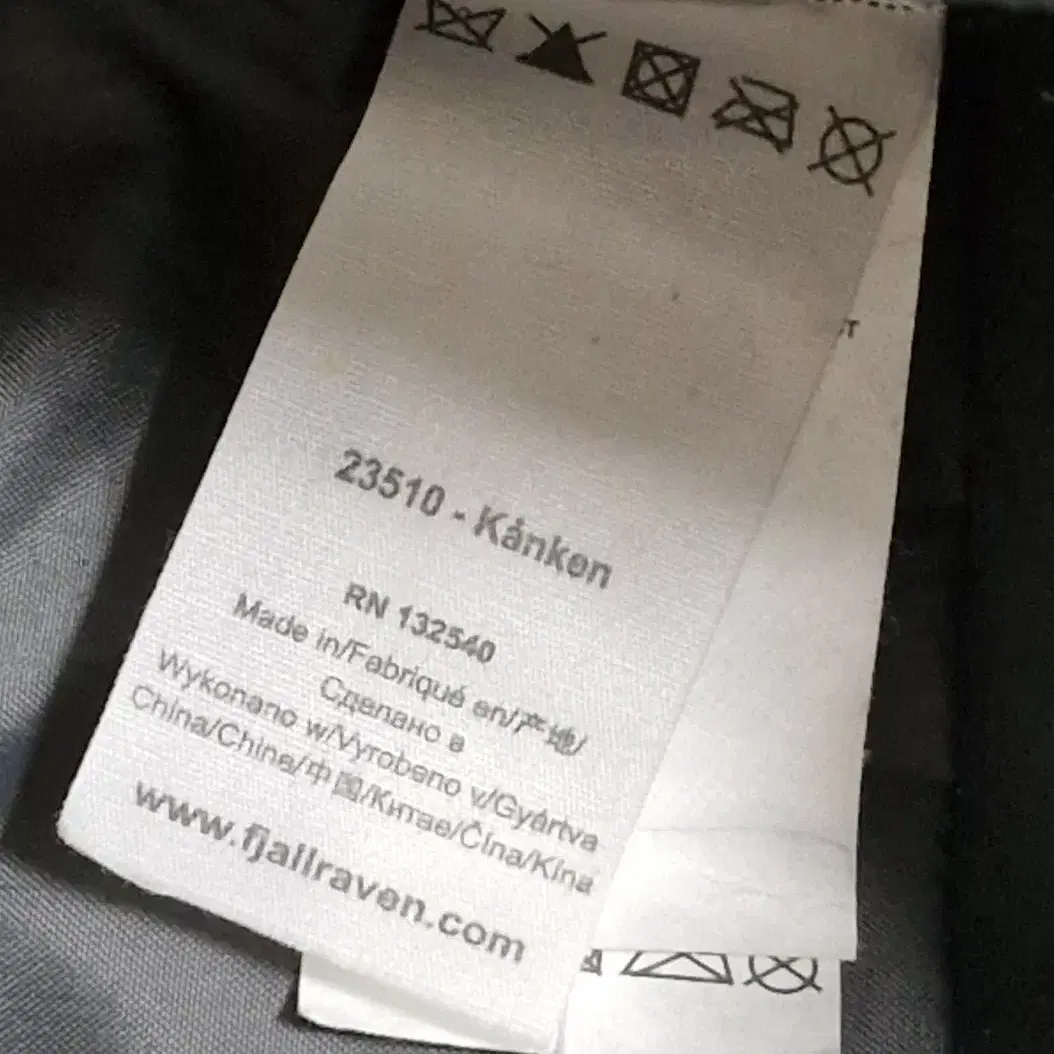 23510 - Kånken
RN 132540
Made in/Fabriqué en/产地/
Сделано в
Wykonano w/Vyrobeno v/Gyártva
China/China/中国/Китае/Čína/Kína
www.fjallraven.com